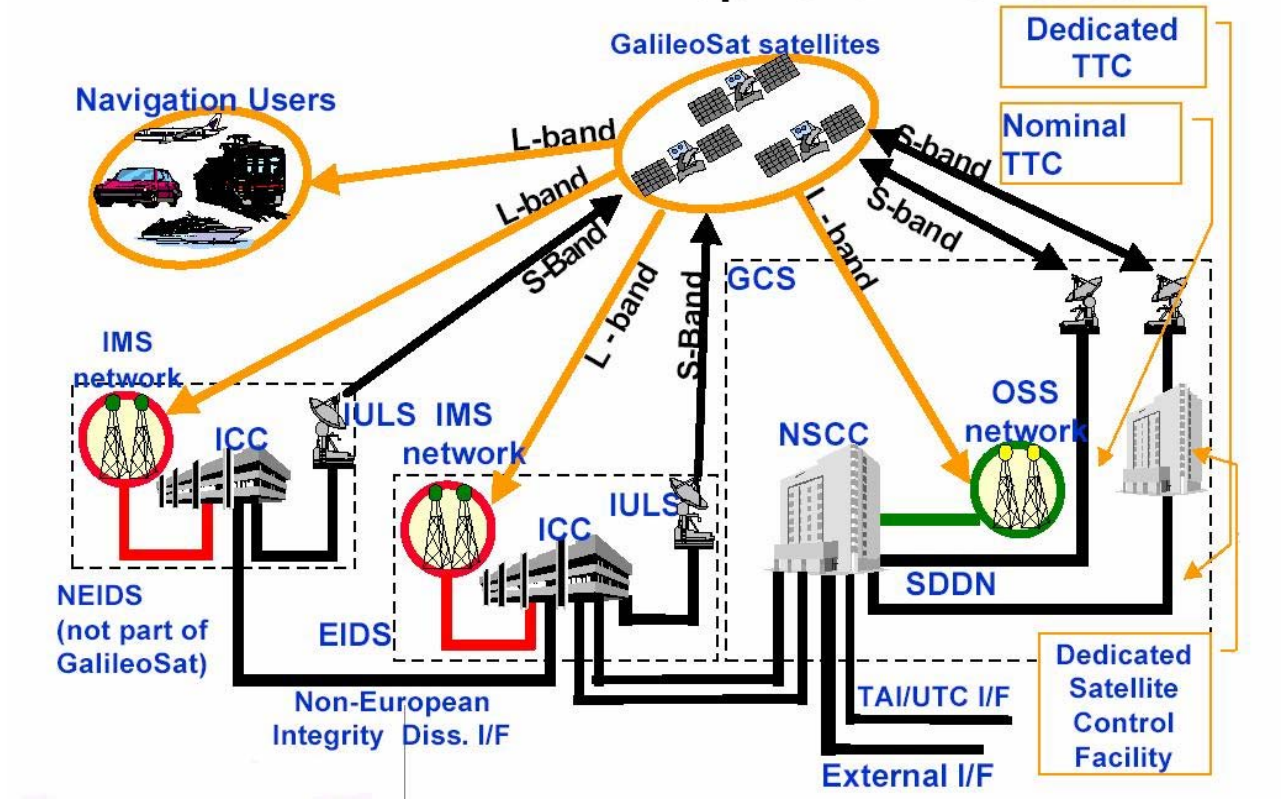 GalileoSat satellites
Dedicated
TTC
Navigation Users
Nominal
TTC
L-band
L-band
S-Band
L - band
S-Band
L - band
S-band
S-band
GCS
IMS
network
ICC
IULS
IMS
network
ICC
IULS
NSCC
OSS
network
SDDN
NEIDS
(not part of
GalileoSat)
EIDS
Non-European
Integrity Diss. I/F
TAI/UTC I/F
External I/F
Dedicated
Satellite
Control
Facility